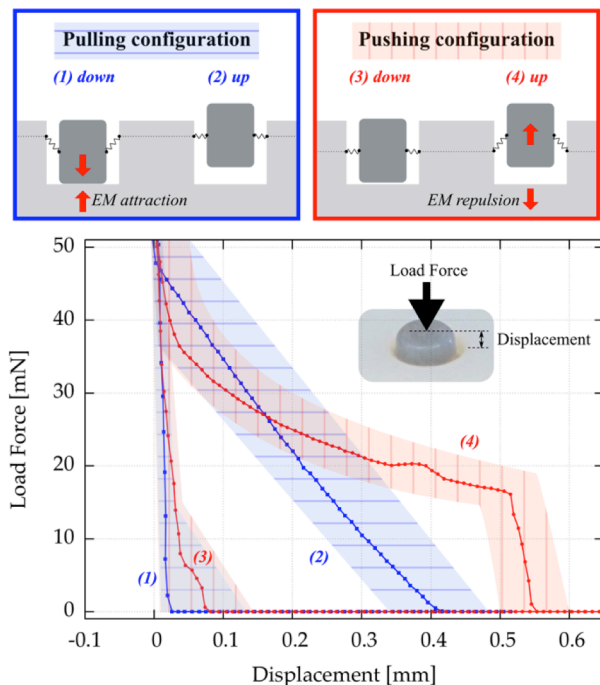 Pulling configuration
(1) down
(2) up
EM attraction
Pushing configuration
(3) down
(4) up
EM repulsion
Load Force [mN]
50
40
30
20
10
0
Load Force
Displacement
(1)
(3)
(2)
(4)
-0.1 0 0.1 0.2 0.3 0.4 0.5 0.6
Displacement [mm]